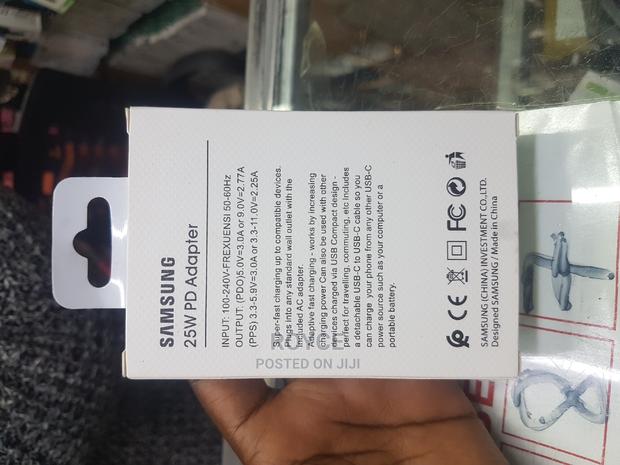 SAMSUNG
25W PD Adapter
INPUT: 100-240V-FREXUENSI 50-60Hz
OUTPUT: (PDO)5.0V=3.0A or 9.0V=2.77A
(PPS) 3.3-5.9V=3.0A or 3.3-11.0V=2.25A
Super-fast charging up to compatible devices.
Plugs into any standard wall outlet with the
included AC adapter.
"Adaptive fast charging - works by increasing
charging power Can also be used with other
devices charged via USB Compact design -
perfect for travelling, commuting, etc Includes
a detachable USB-C to USB-C cable so you
can charge your phone from any other USB-C
power source such as your computer or a
portable battery.
CE FC
SAMSUNG (CHINA) INVESTMENT CO.,LTD.
Designed SAMSUNG / Made in China
POSTED ON JIJI